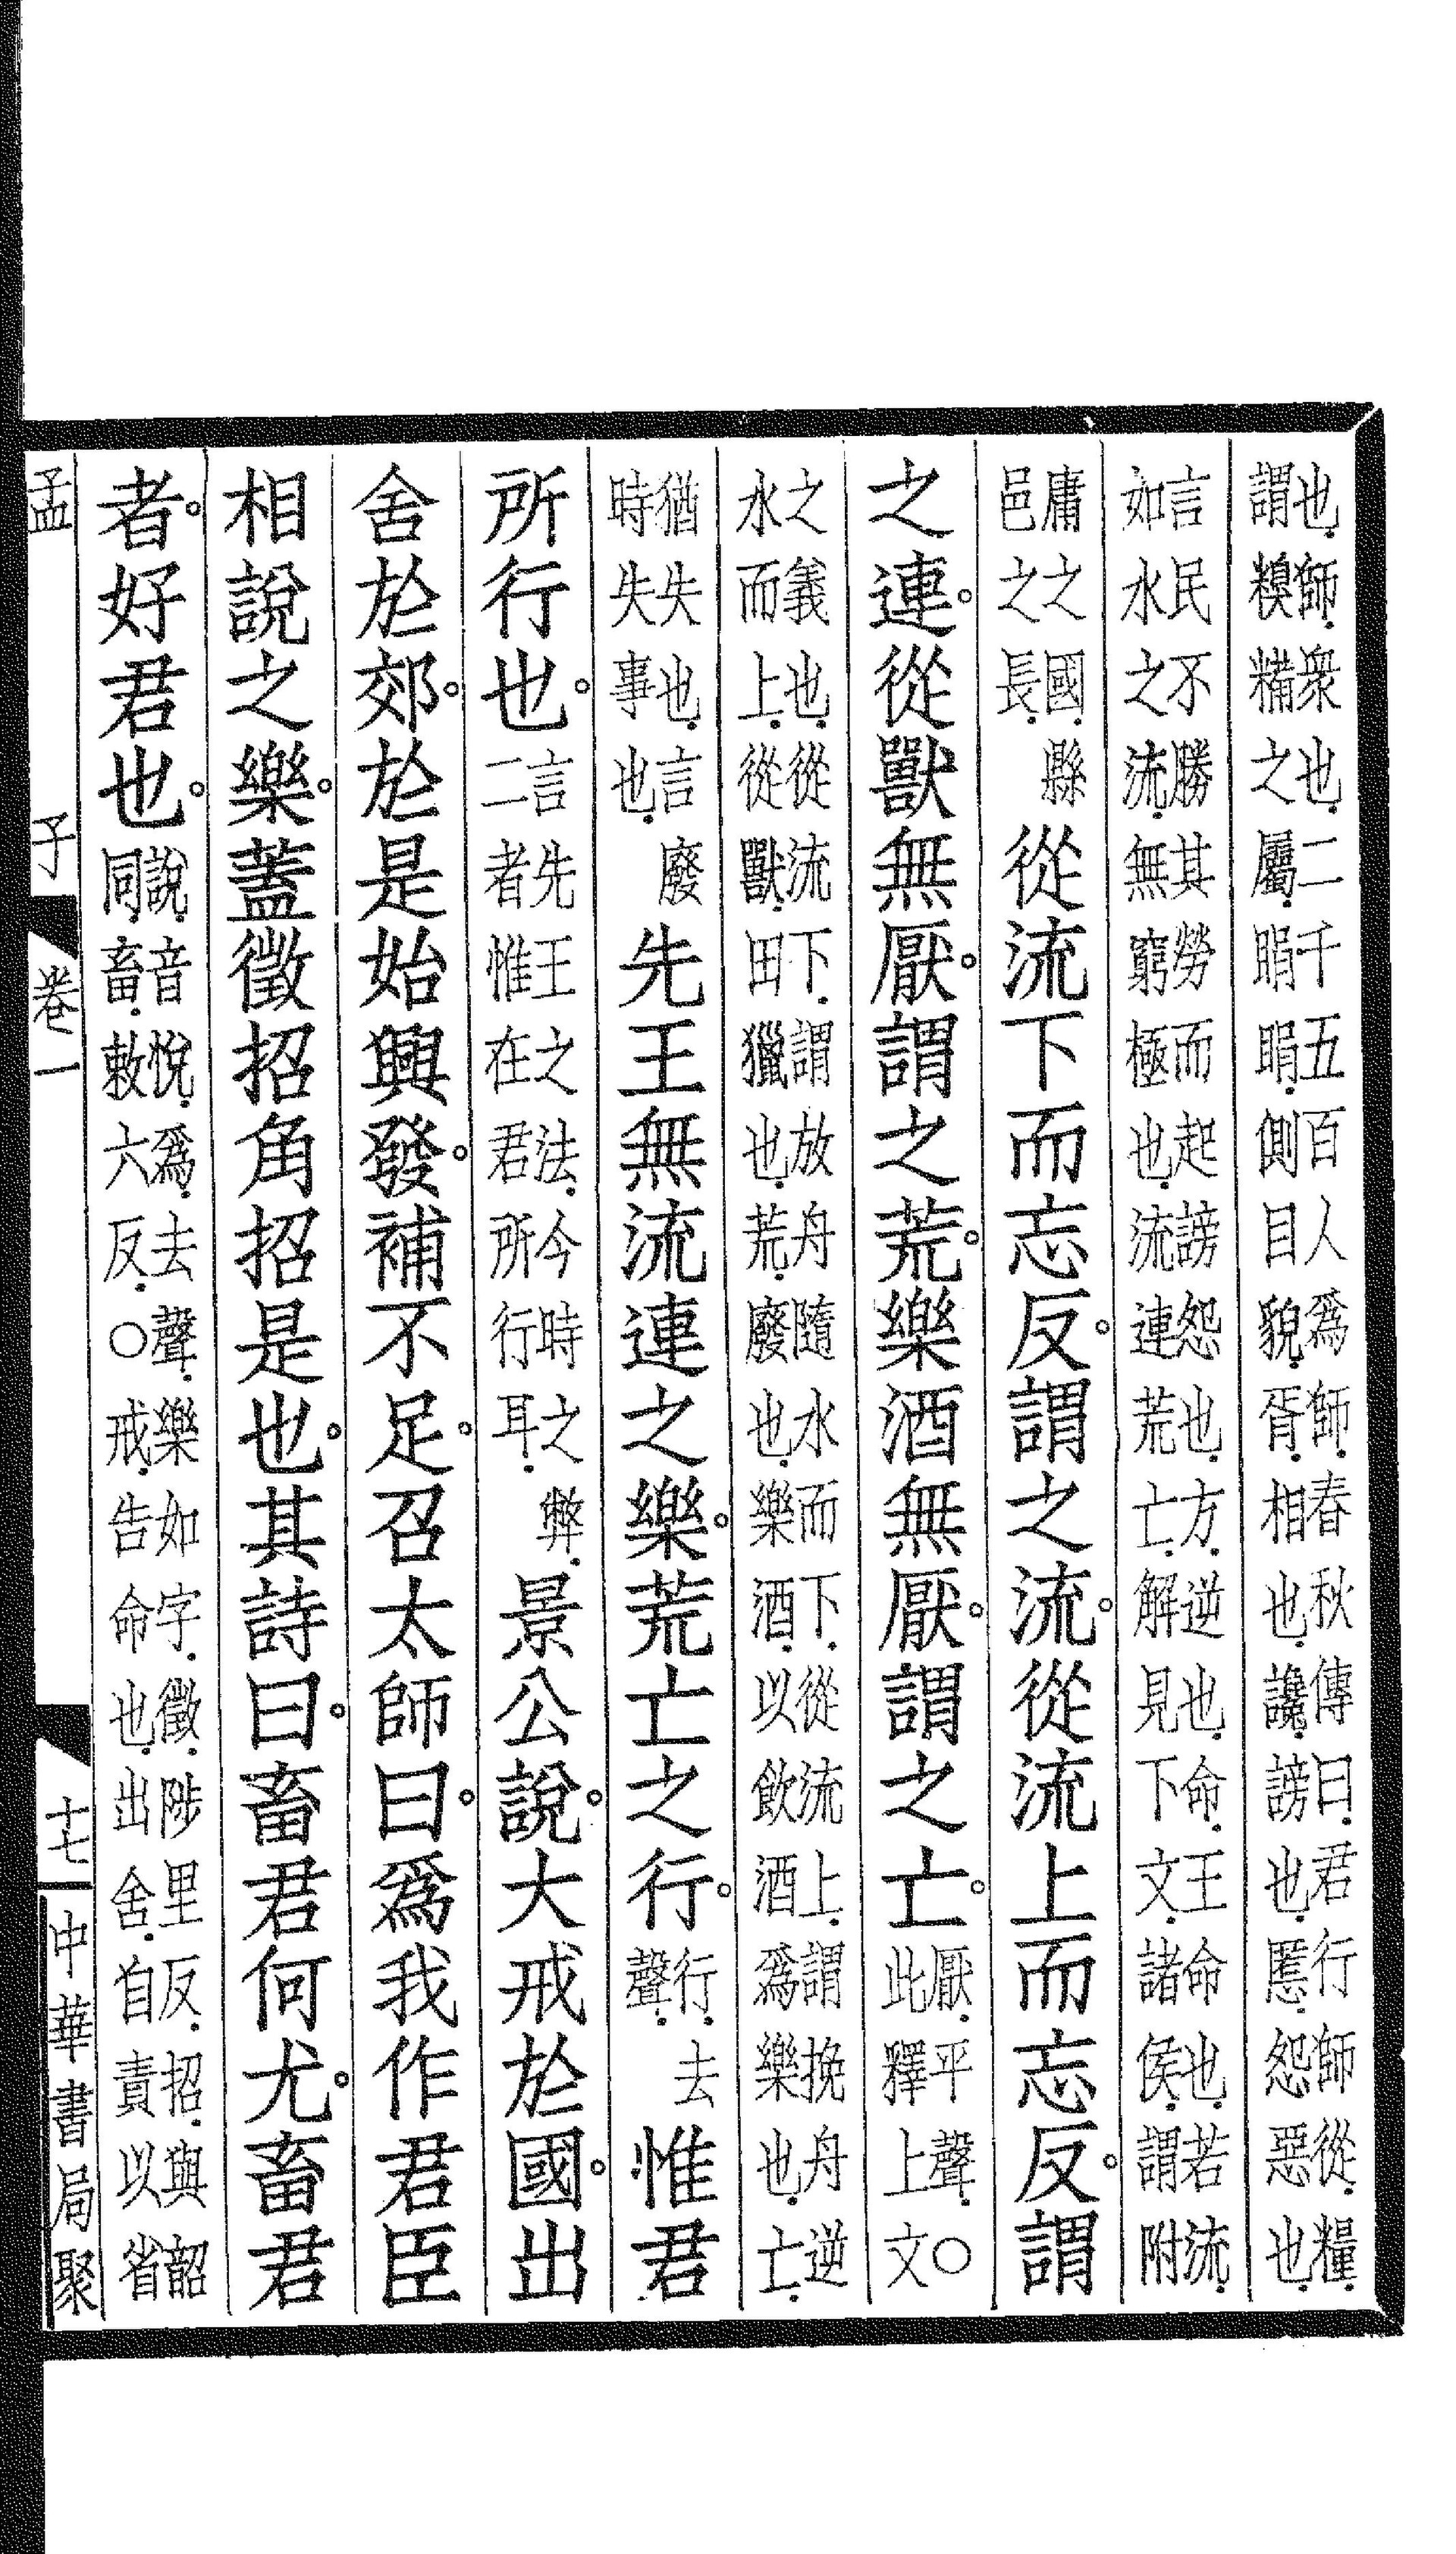 也。師。衆也。二千五百人爲師。春秋傳曰。君行師從。糧。
謂糗糒之屬。睊睊。側目貌。胥。相也。讒。謗也。慝。怨惡也。
言民不勝其勞而起謗怨也。方。逆也。命。王命也。若流。
如水之流。無窮極也。流連荒亡。解見下文。諸侯。謂附
庸之國。縣
邑之長
從流下而忘反。謂之流。從流上而忘反。謂
之連。從獸無厭。謂之荒。樂酒無厭。謂之亡。
厭。平聲。○
此釋上文
之義也。從流下。謂放舟隨水而下。從流上。謂挽舟逆
水而上。從獸。田獵也。荒。廢也。樂酒。以飲酒爲樂也。亡。
猶失也。言廢
時失事也。
先王無流連之樂。荒亡之行。
行。去
聲。
惟君
所行也。
言先王之法。今時之弊。
二者惟在君所行耳。
景公說。大戒於國。出
舍於郊。於是始興發。補不足。召太師曰。爲我作君臣
相說之樂。蓋徵招角招是也。其詩曰。畜君何尤。畜君
者。好君也。
說。音悅。爲。去聲。樂如字。徵。陟里反。招。與韶
同。畜。敕六反。○戒。告命也。出舍。自責以省
孟子 卷一 十七 中華書局聚